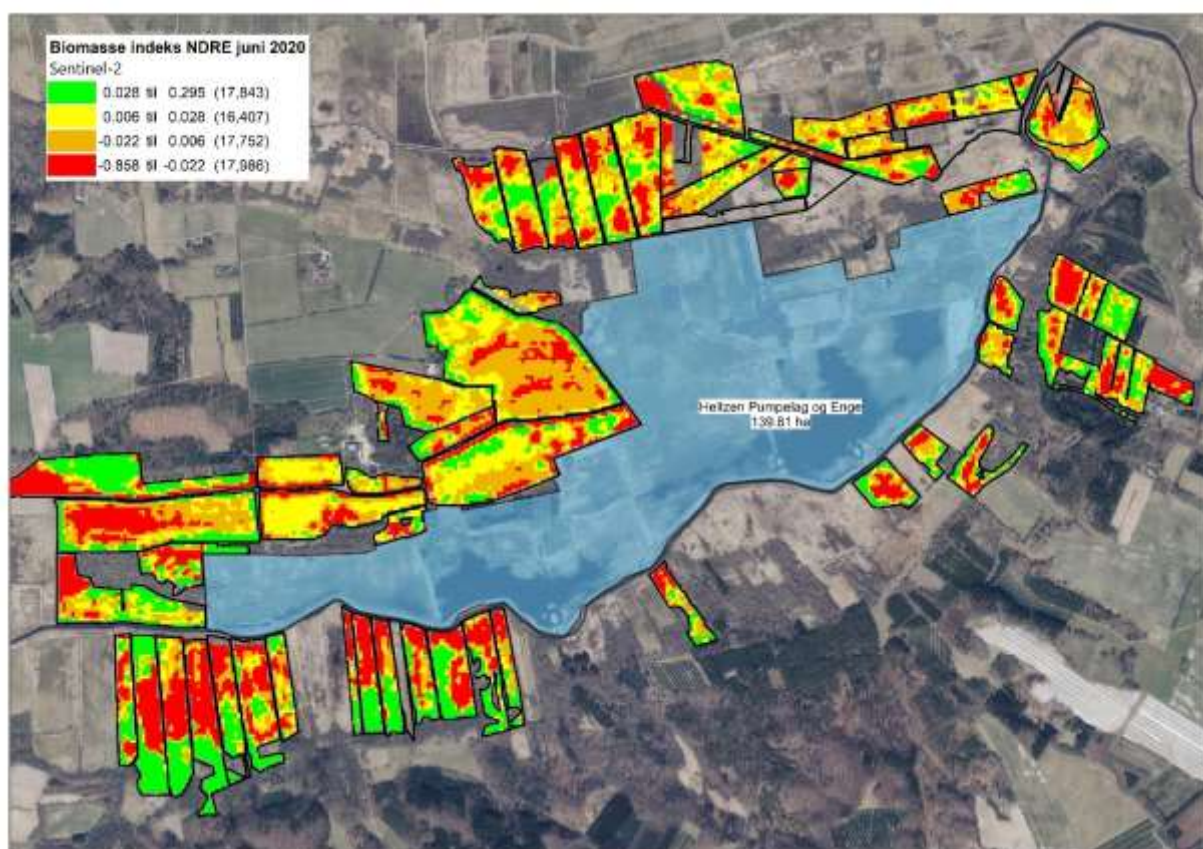 Biomasse indeks NDRE juni 2020
Sentinel-2
0.028 til 0.295 (17,843)
0.006 til 0.028 (16,407)
-0.022 til 0.006 (17,752)
-0.858 til -0.022 (17,986)
Heltzen Pumpelag og Enge
139.81 ha